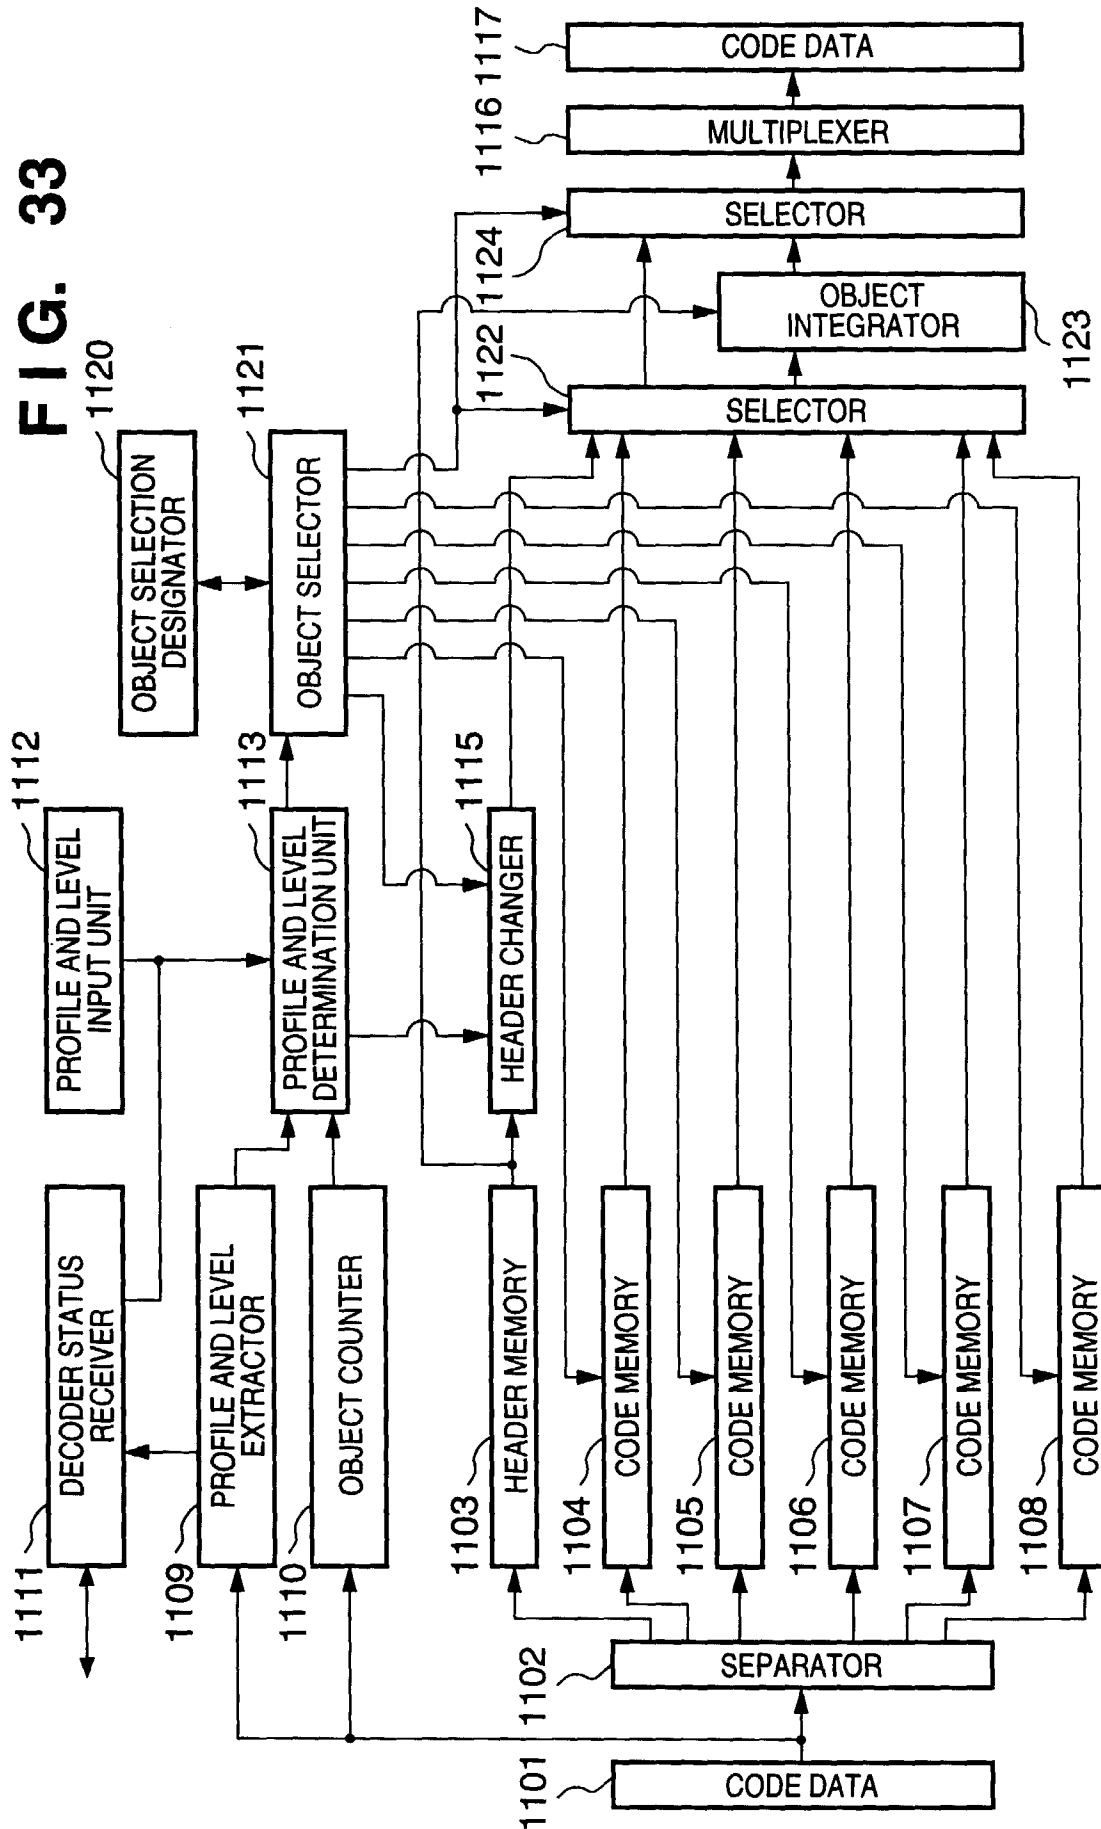 FIG. 33
1111
DECODER STATUS
RECEIVER
1112
PROFILE AND LEVEL
INPUT UNIT
1120
OBJECT SELECTION
DESIGNATOR
1109
PROFILE AND LEVEL
EXTRACTOR
1113
PROFILE AND LEVEL
DETERMINATION UNIT
1121
OBJECT SELECTOR
1110
OBJECT COUNTER
1103
HEADER MEMORY
1115
HEADER CHANGER
1104
CODE MEMORY
1105
CODE MEMORY
1106
CODE MEMORY
1107
CODE MEMORY
1108
CODE MEMORY
1101
CODE DATA
1102
SEPARATOR
1122
SELECTOR
OBJECT
INTEGRATOR
1123
1124
SELECTOR
1116
MULTIPLEXER
1117
CODE DATA